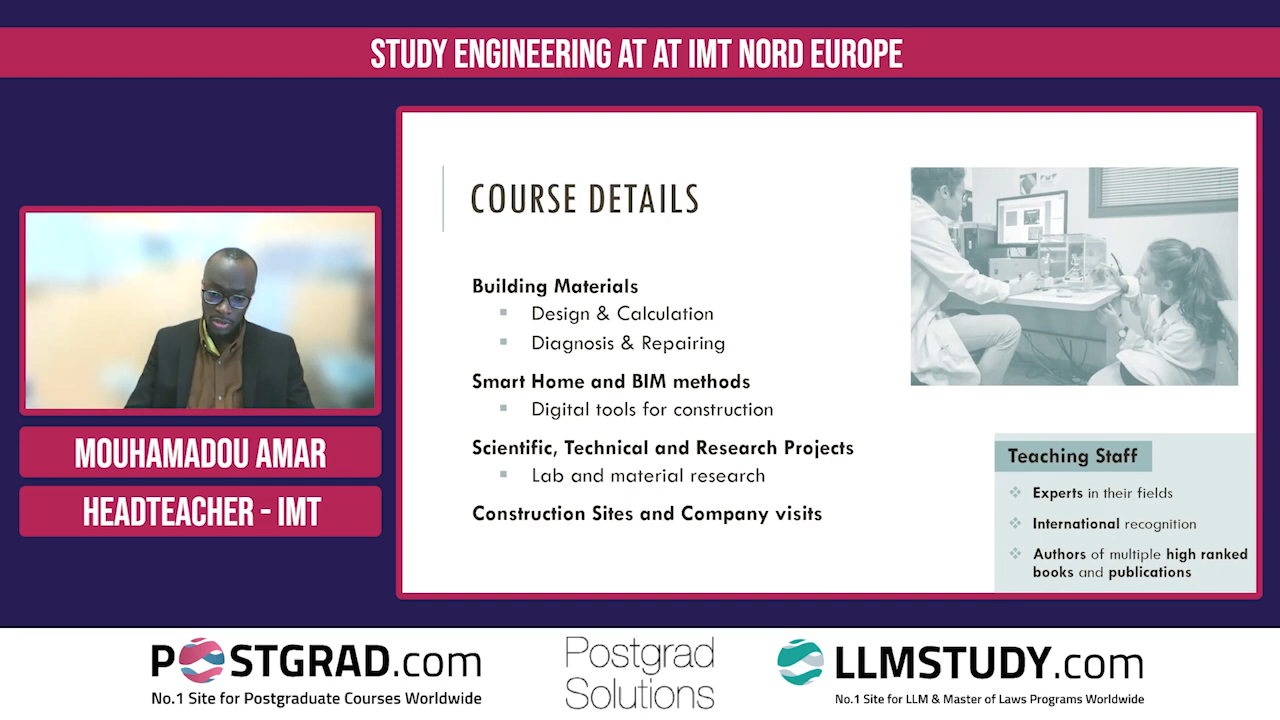 STUDY ENGINEERING AT AT IMT NORD EUROPE
MOUHAMADOU AMAR
HEADTEACHER - IMT
COURSE DETAILS
Building Materials
Design & Calculation
Diagnosis & Repairing
Smart Home and BIM methods
Digital tools for construction
Scientific, Technical and Research Projects
Lab and material research
Construction Sites and Company visits
Teaching Staff
Experts in their fields
International recognition
Authors of multiple high ranked
books and publications
POSTGRAD.com
No.1 Site for Postgraduate Courses Worldwide
Postgrad
Solutions
LLMSTUDY.com
No.1 Site for LLM & Master of Laws Programs Worldwide